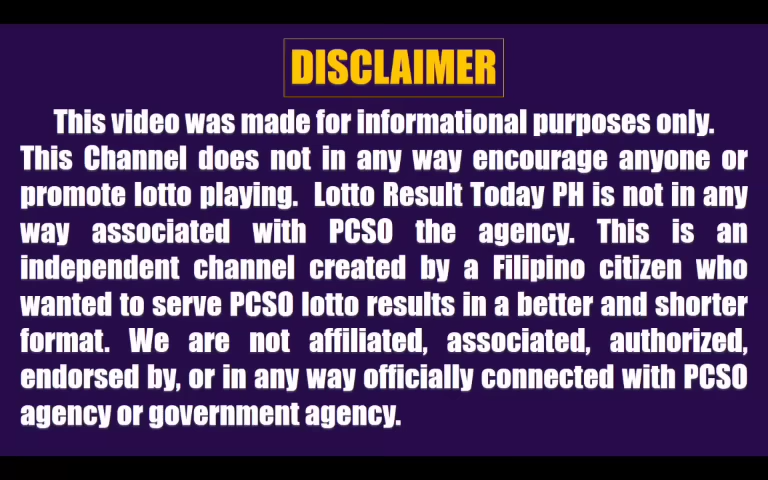 DISCLAIMER
This video was made for informational purposes only.
This Channel does not in any way encourage anyone or
promote lotto playing.  Lotto Result Today PH is not in any
way associated with PCSO the agency. This is an
independent channel created by a Filipino citizen who
wanted to serve PCSO lotto results in a better and shorter
format. We are not affiliated, associated, authorized,
endorsed by, or in any way officially connected with PCSO
agency or government agency.